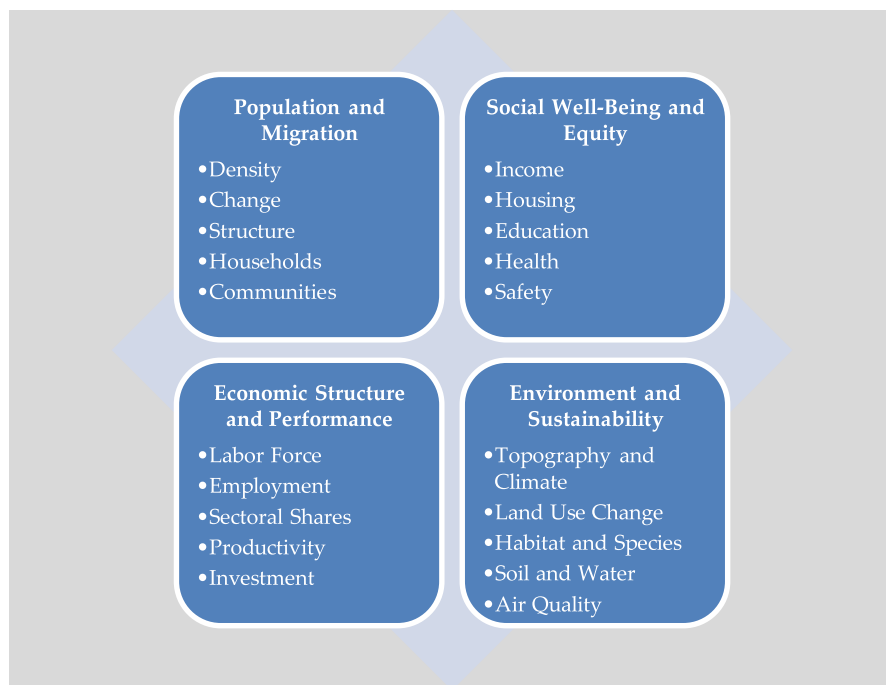 Population and
Migration
•Density
•Change
•Structure
•Households
•Communities
Social Well-Being and
Equity
•Income
•Housing
•Education
•Health
•Safety
Economic Structure
and Performance
•Labor Force
•Employment
•Sectoral Shares
•Productivity
•Investment
Environment and
Sustainability
•Topography and
Climate
•Land Use Change
•Habitat and Species
•Soil and Water
•Air Quality